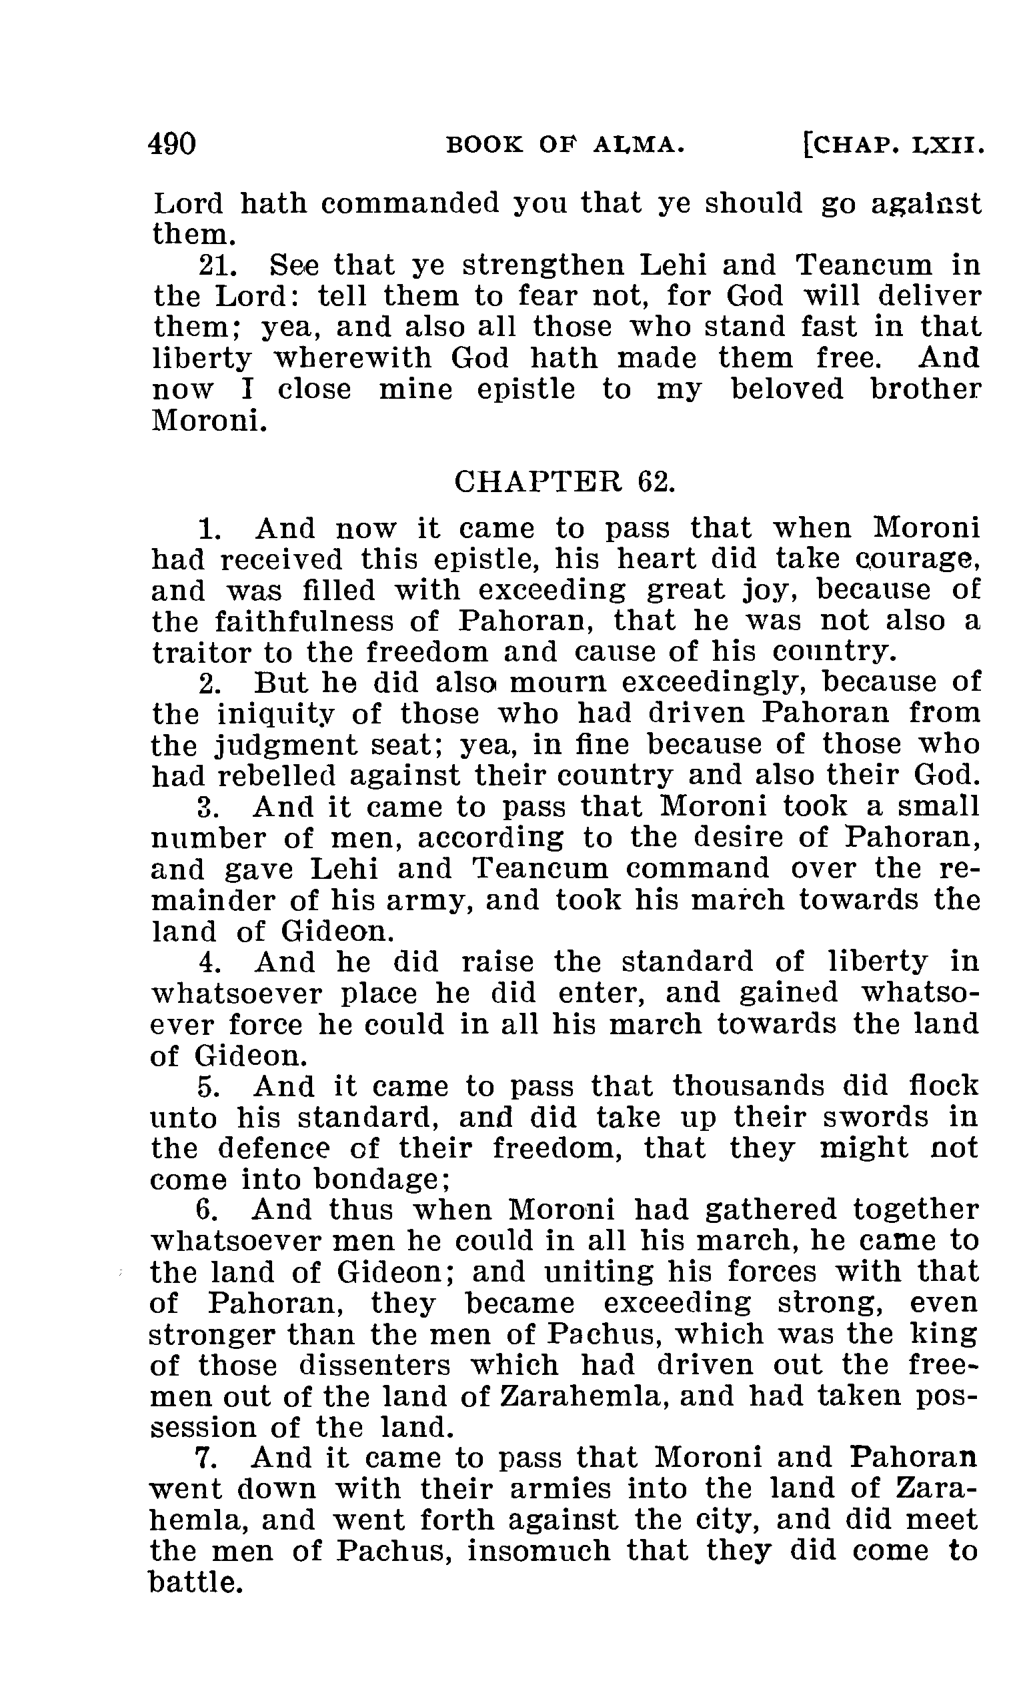 490 BOOK OF ALMA. [CHAP. LXII.
Lord hath commanded you that ye should go against
them.
21. See that ye strengthen Lehi and Teancum in
the Lord: tell them to fear not, for God will deliver
them; yea, and also all those who stand fast in that
liberty wherewith God hath made them free. And
now I close mine epistle to my beloved brother
Moroni.
CHAPTER 62.
1. And now it came to pass that when Moroni
had received this epistle, his heart did take courage,
and was filled with exceeding great joy, because of
the faithfulness of Pahoran, that he was not also a
traitor to the freedom and cause of his country.
2. But he did also mourn exceedingly, because of
the iniquity of those who had driven Pahoran from
the judgment seat; yea, in fine because of those who
had rebelled against their country and also their God.
3. And it came to pass that Moroni took a small
number of men, according to the desire of Pahoran,
and gave Lehi and Teancum command over the re-
mainder of his army, and took his march towards the
land of Gideon.
4. And he did raise the standard of liberty in
whatsoever place he did enter, and gained whatso-
ever force he could in all his march towards the land
of Gideon.
5. And it came to pass that thousands did flock
unto his standard, and did take up their swords in
the defence of their freedom, that they might not
come into bondage;
6. And thus when Moroni had gathered together
whatsoever men he could in all his march, he came to
the land of Gideon; and uniting his forces with that
of Pahoran, they became exceeding strong, even
stronger than the men of Pachus, which was the king
of those dissenters which had driven out the free-
men out of the land of Zarahemla, and had taken pos-
session of the land.
7. And it came to pass that Moroni and Pahoran
went down with their armies into the land of Zara-
hemla, and went forth against the city, and did meet
the men of Pachus, insomuch that they did come to
battle.